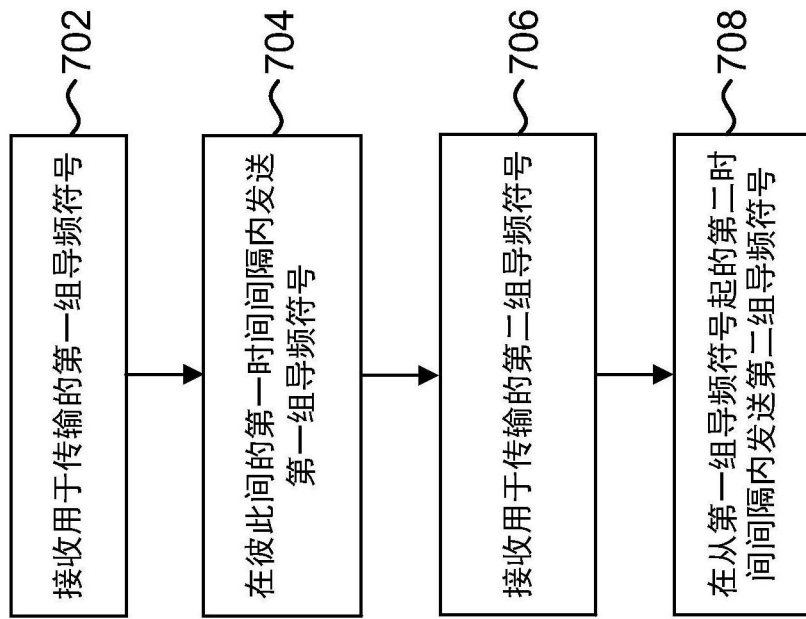 接收用于传输的第一组导频符号
702
在彼此间的第一时间间隔内发送
第一组导频符号
704
接收用于传输的第二组导频符号
706
在从第一组导频符号起的第二时
间间隔内发送第二组导频符号
708